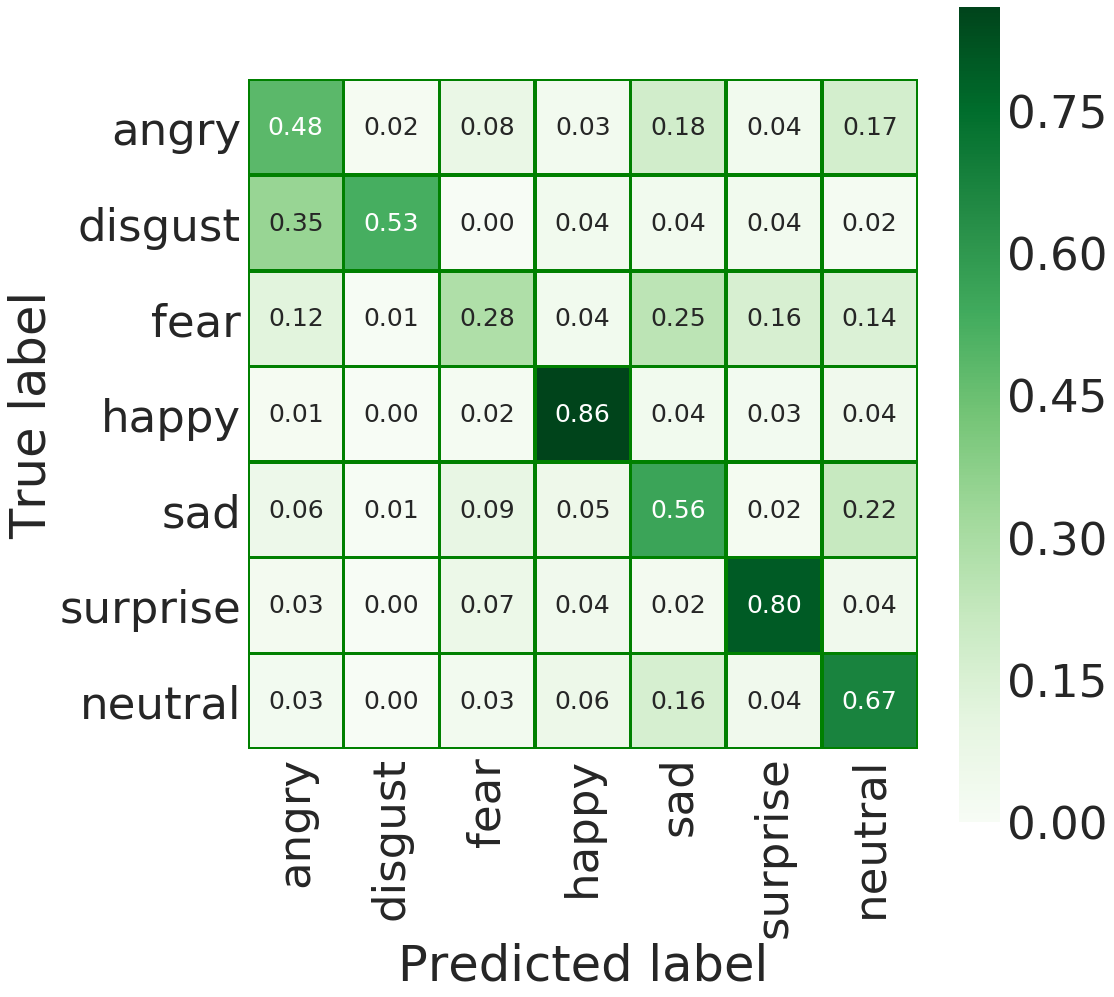 True label
angry 0.48 0.02 0.08 0.03 0.18 0.04 0.17
disgust 0.35 0.53 0.00 0.04 0.04 0.04 0.02
fear 0.12 0.01 0.28 0.04 0.25 0.16 0.14
happy 0.01 0.00 0.02 0.86 0.04 0.03 0.04
sad 0.06 0.01 0.09 0.05 0.56 0.02 0.22
surprise 0.03 0.00 0.07 0.04 0.02 0.80 0.04
neutral 0.03 0.00 0.03 0.06 0.16 0.04 0.67
angry disgust fear happy sad surprise neutral
Predicted label
0.75
0.60
0.45
0.30
0.15
0.00